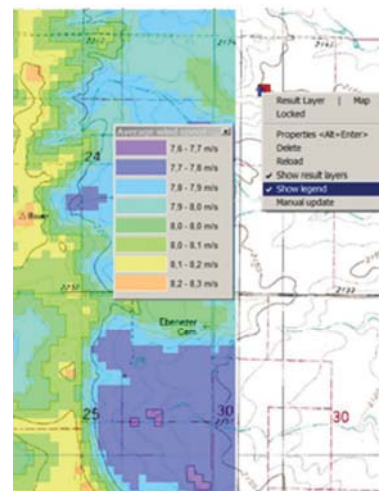 2174
24
Average wind speed
x
7,6 - 7,7 m/s
7,7 - 7,8 m/s
7,8 - 7,9 m/s
7,9 - 8,0 m/s
8,0 - 8,0 m/s
8,0 - 8,1 m/s
8,1 - 8,2 m/s
8,2 - 8,3 m/s
Result Layer | Map
Locked
Properties <Alt+Enter>
Delete
Reload
Show result layers
Show legend
Manual update
Ebenezer
Cem
25
30
30